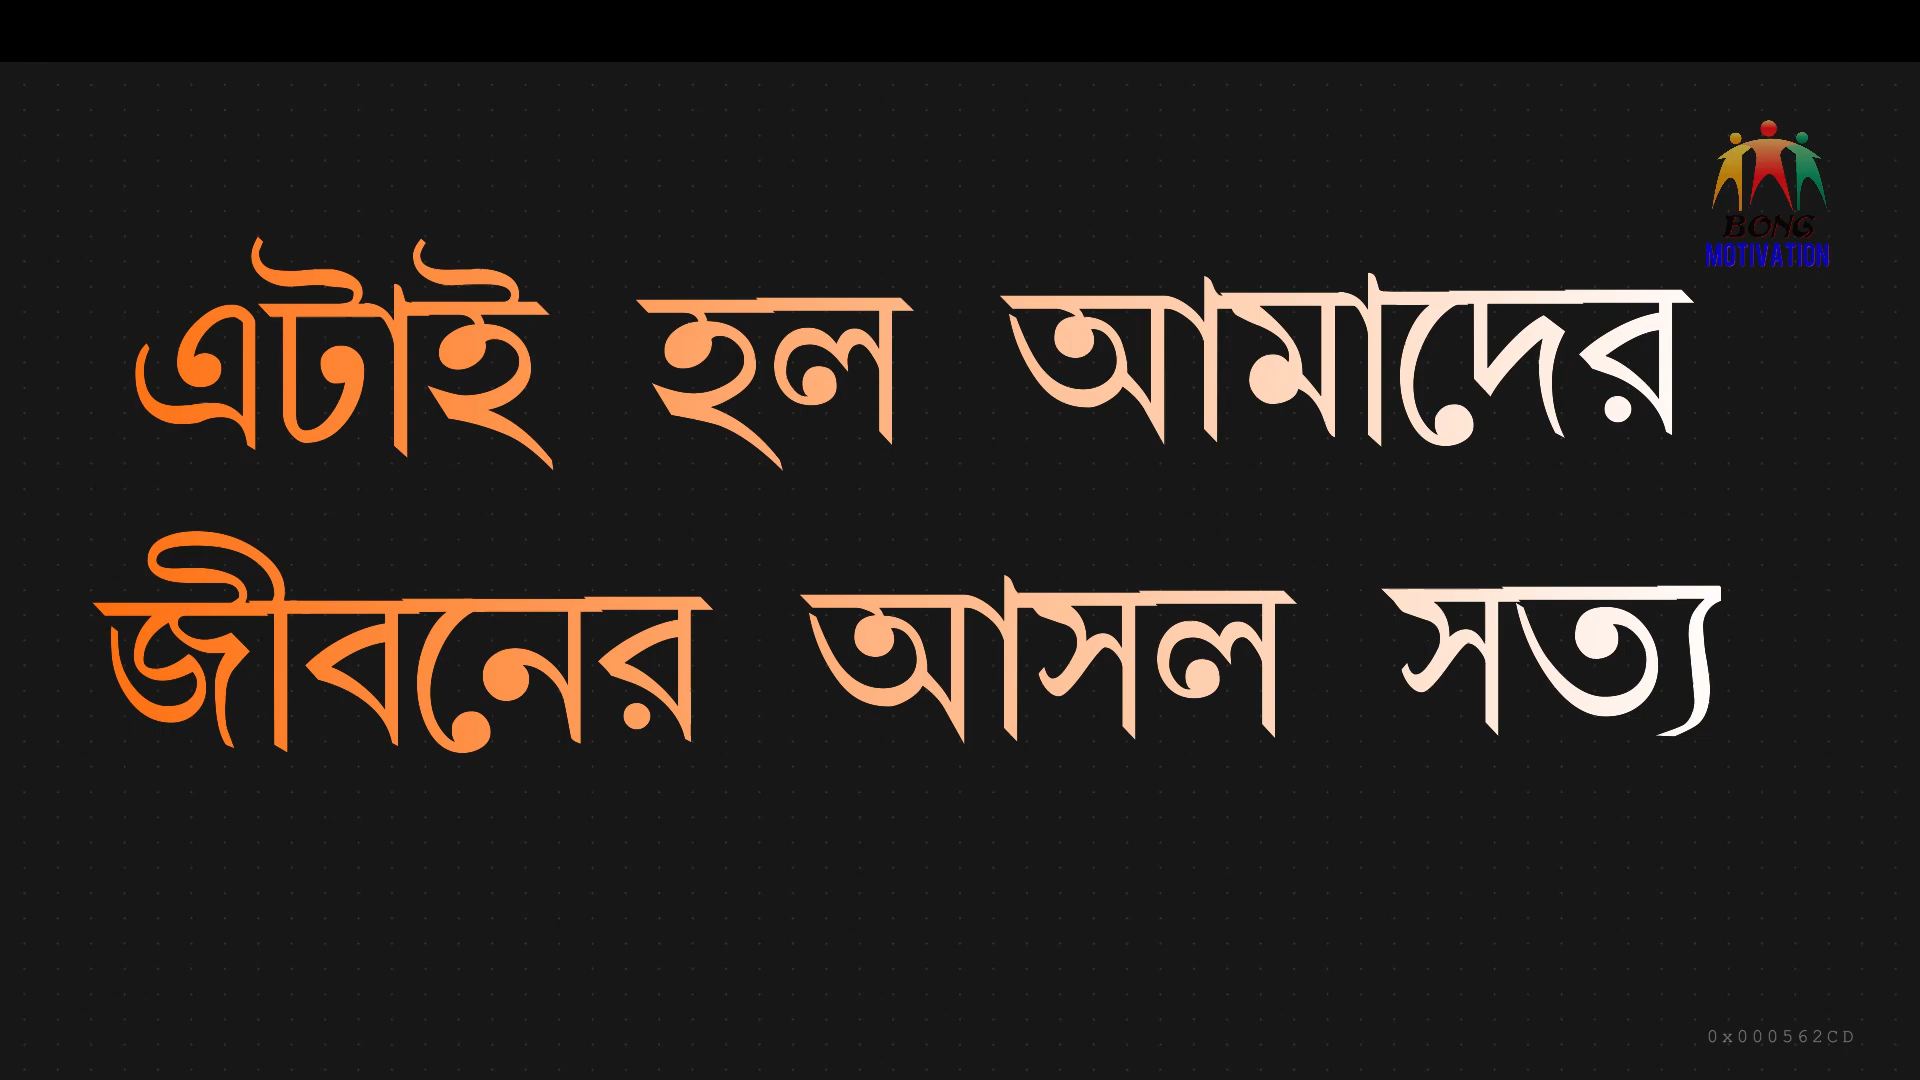 BONG
MOTIVATION
এটাই হল আমাদের
জীবনের আসল সত্য
0x000562CD